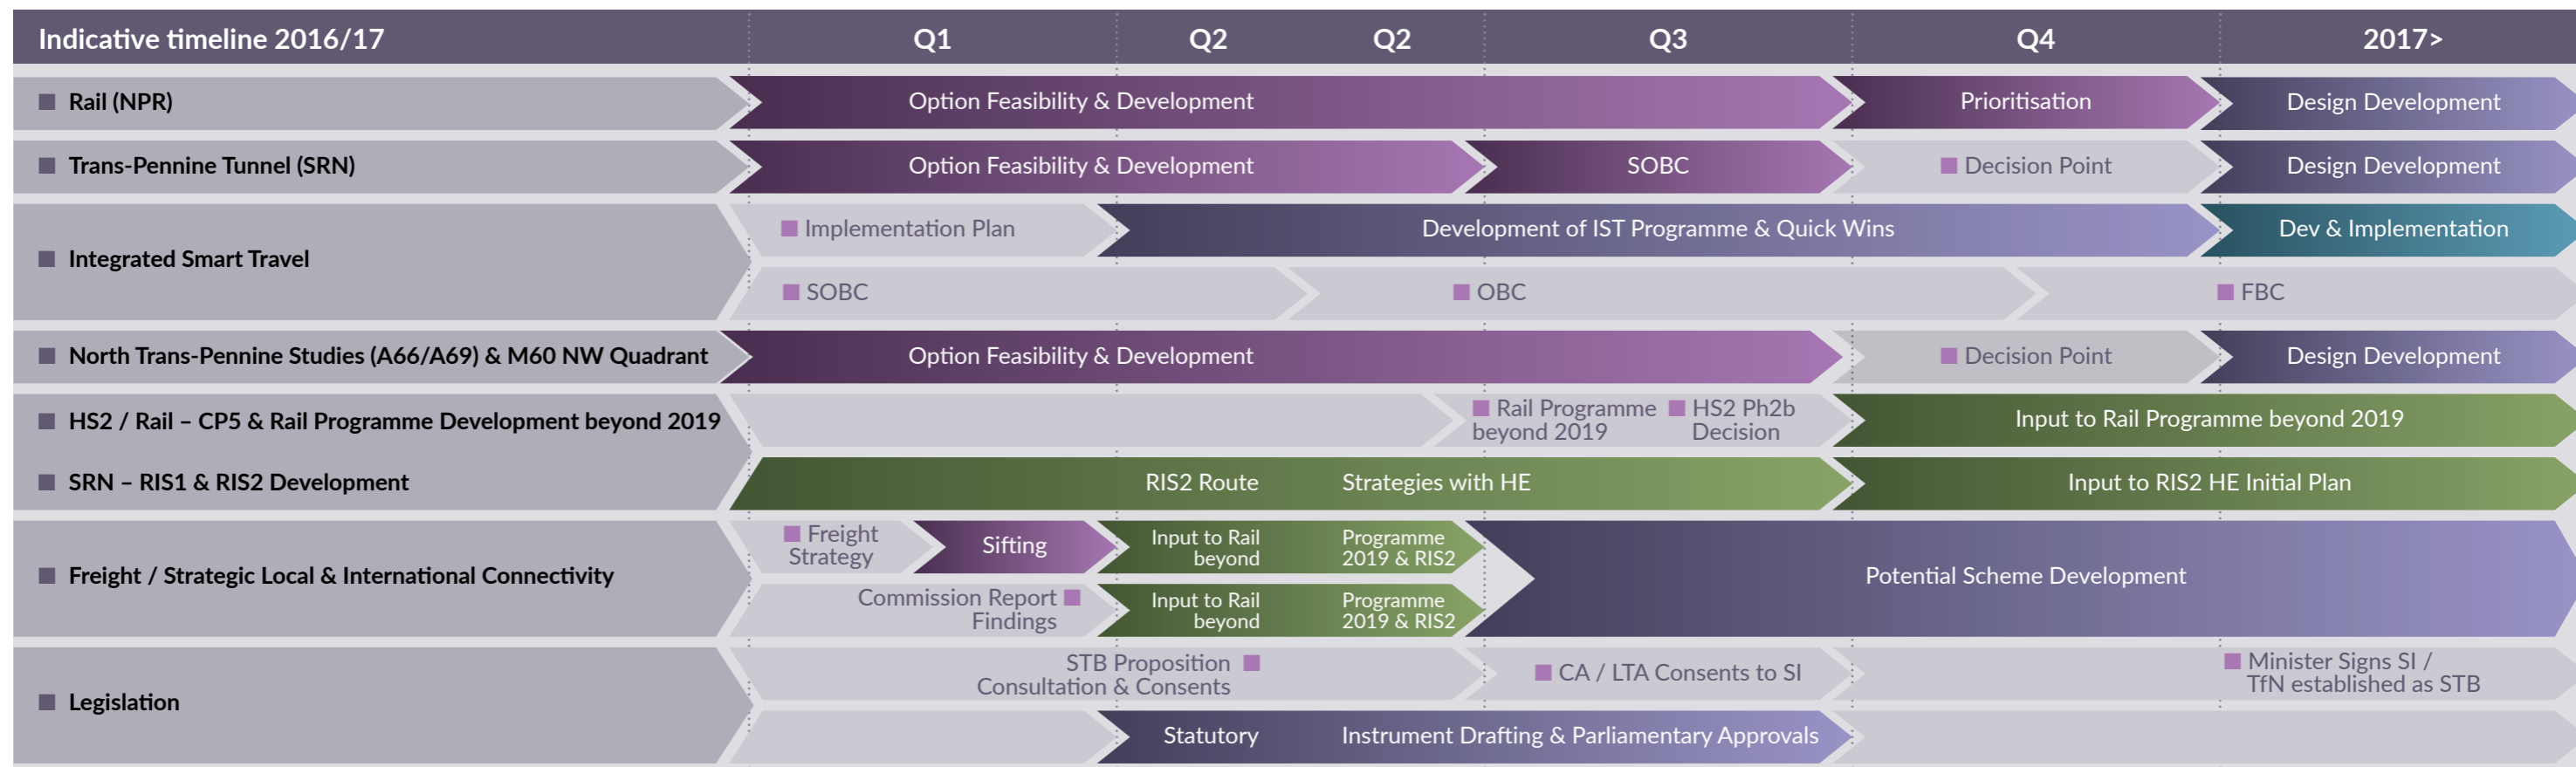 Indicative timeline 2016/17 Q1 Q2 Q2 Q3 Q4 2017>
Rail (NPR) Option Feasibility & Development Prioritisation Design Development
Trans-Pennine Tunnel (SRN) Option Feasibility & Development SOBC Decision Point Design Development
Integrated Smart Travel
Implementation Plan Development of IST Programme & Quick Wins Dev & Implementation
SOBC OBC FBC
North Trans-Pennine Studies (A66/A69) & M60 NW Quadrant Option Feasibility & Development Decision Point Design Development
HS2 / Rail – CP5 & Rail Programme Development beyond 2019
Rail Programme
beyond 2019
HS2 Ph2b
Decision
Input to Rail Programme beyond 2019
SRN – RIS1 & RIS2 Development RIS2 Route Strategies with HE Input to RIS2 HE Initial Plan
Freight / Strategic Local & International Connectivity
Freight
Strategy
Sifting
Input to Rail
beyond
Programme
2019 & RIS2
Commission Report
Findings
Input to Rail
beyond
Programme
2019 & RIS2
Potential Scheme Development
Legislation
STB Proposition
Consultation & Consents
CA / LTA Consents to SI
Minister Signs SI /
TfN established as STB
Statutory Instrument Drafting & Parliamentary Approvals